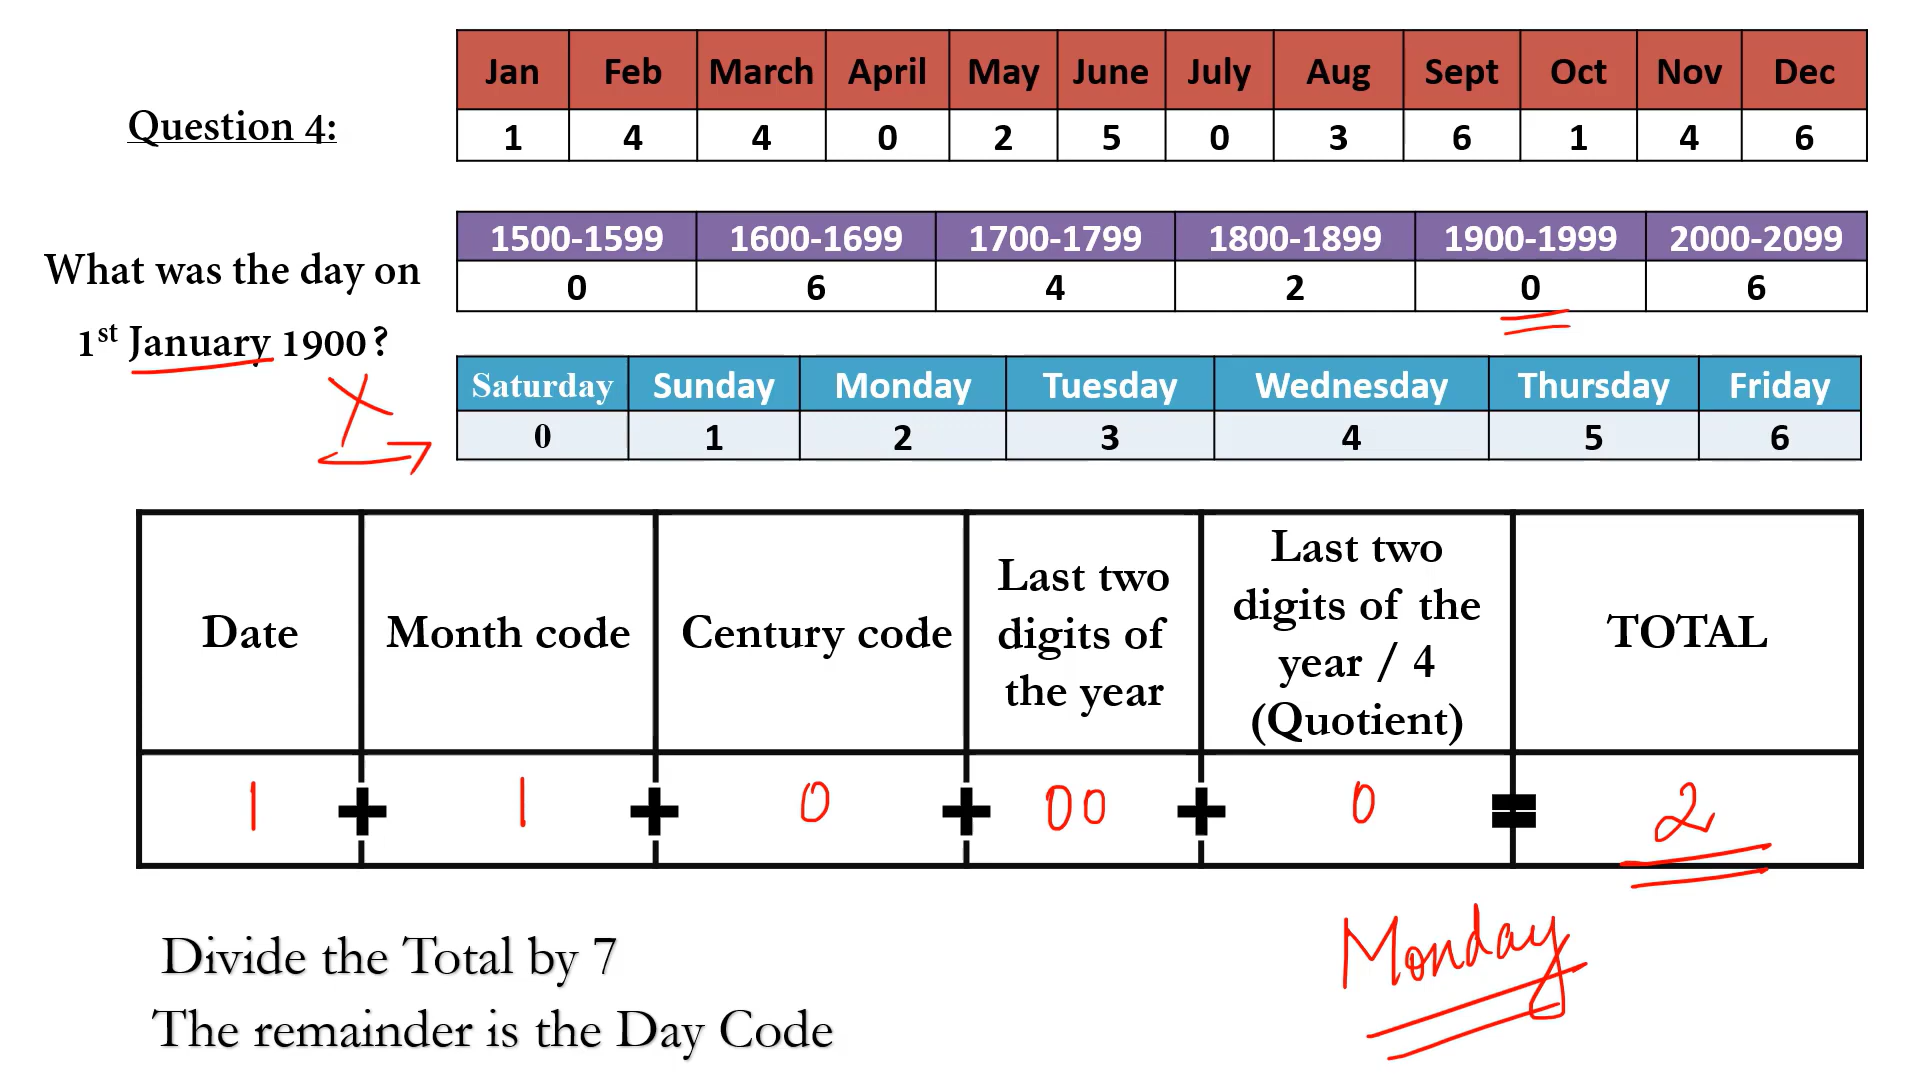 Question 4:
Jan Feb March April May June July Aug Sept Oct Nov Dec
1 4 4 0 2 5 0 3 6 1 4 6
What was the day on
1st January 1900?
1500-1599 1600-1699 1700-1799 1800-1899 1900-1999 2000-2099
0 6 4 2 0 6
Saturday Sunday Monday Tuesday Wednesday Thursday Friday
0 1 2 3 4 5 6
Date
Month code
Century code
Last two
digits of
the year
Last two
digits of the
year / 4
(Quotient)
TOTAL
1 + 1 + 0 + 00 + 0 = 2
Monday
Divide the Total by 7
The remainder is the Day Code